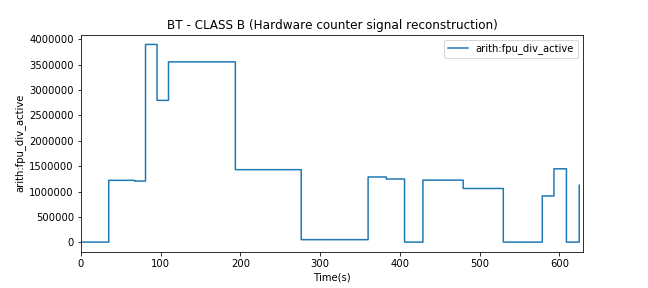 BT - CLASS B (Hardware counter signal reconstruction)
arith:fpu_div_active
4000000
3500000
3000000
2500000
2000000
1500000
1000000
500000
0
arith:fpu_div_active
0 100 200 300 400 500 600
Time(s)